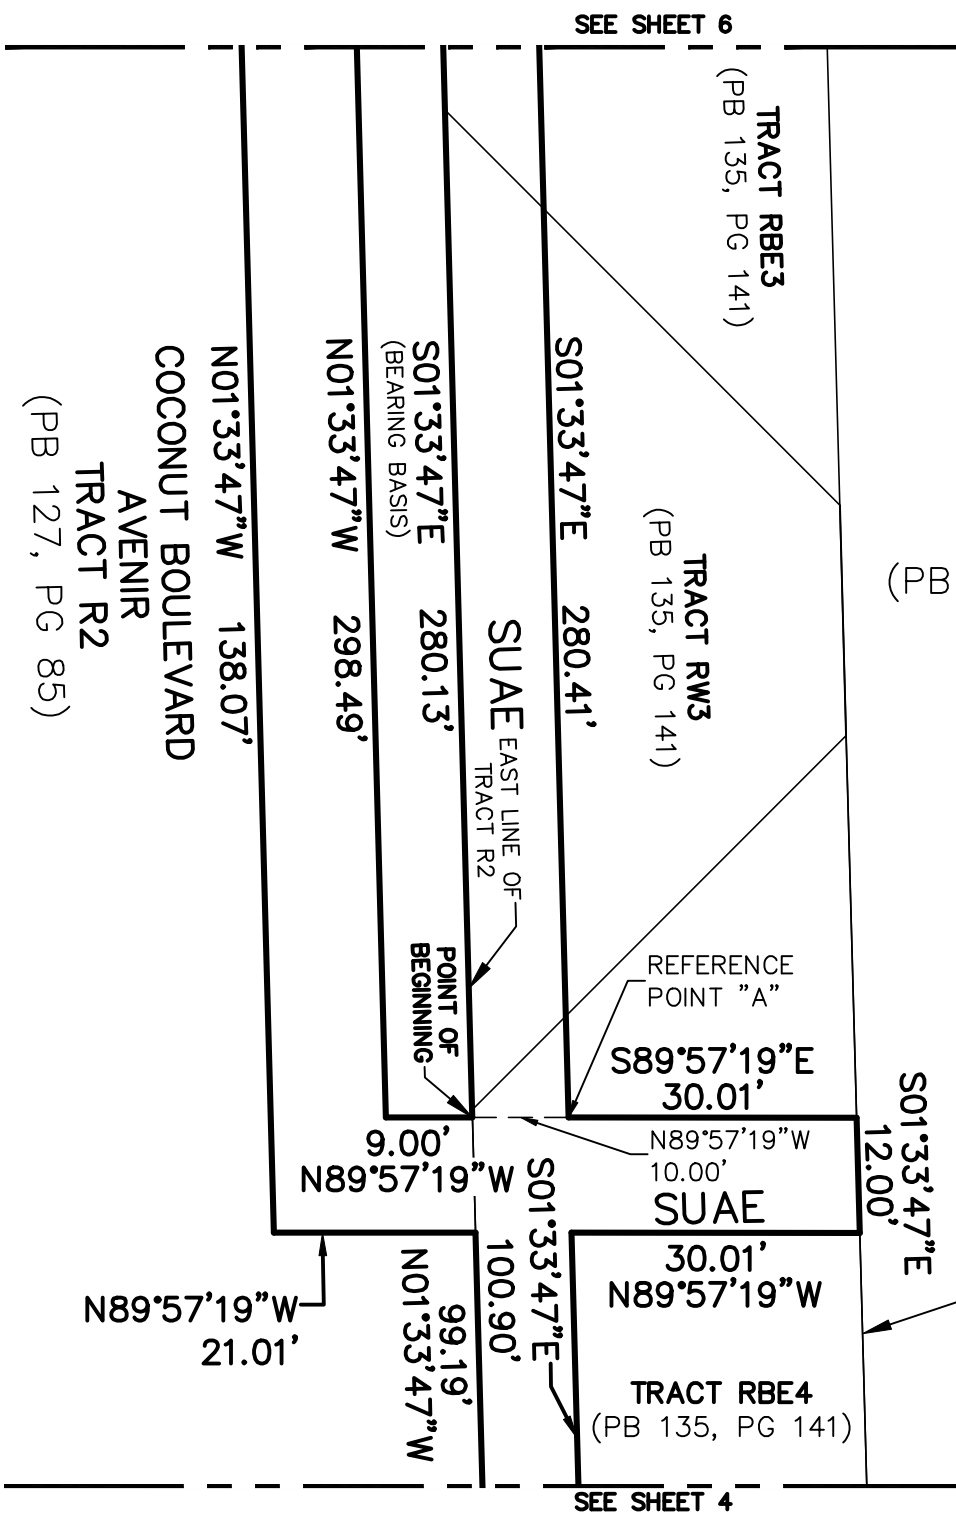 SEE SHEET 6
TRACT RBE3
(PB 135, PG 141)
S01°33'47"E 280.41'
S01°33'47"E 280.13'
(BEARING BASIS)
N01°33'47"W 298.49'
N01°33'47"W 138.07'
COCONUT BOULEVARD
AVENIR
TRACT R2
(PB 127, PG 85)
TRACT RW3
(PB 135, PG 141)
(PB
SUAE
EAST LINE OF
TRACT R2
POINT OF
BEGINNING
REFERENCE
POINT "A"
S89°57'19"E
30.01'
S01°33'47"E
12.00'
9.00'
N89°57'19"W
N89°57'19"W
10.00'
SUAE
30.01'
N89°57'19"W
S01°33'47"E
100.90'
99.19'
N01°33'47"W
N89°57'19"W
21.01'
TRACT RBE4
(PB 135, PG 141)
SEE SHEET 4